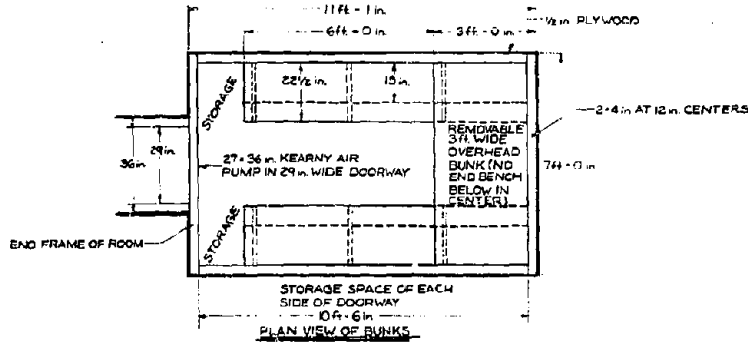 11 ft - 1 in.
6 ft - 0 in.
3 ft - 0 in.
1/2 in. PLYWOOD
STORAGE
22 1/2 in.
15 in.
2 × 4 in AT 12 in. CENTERS
36 in.
29 in.
27 × 36 in. KEARNY AIR
PUMP IN 29 in. WIDE DOORWAY
REMOVABLE
3 ft. WIDE
OVERHEAD
BUNK (NO
END BENCH
BELOW IN
CENTER)
7 ft - 0 in
STORAGE
END FRAME OF ROOM
STORAGE SPACE OF EACH
SIDE OF DOORWAY
10 ft - 6 in
PLAN VIEW OF BUNKS